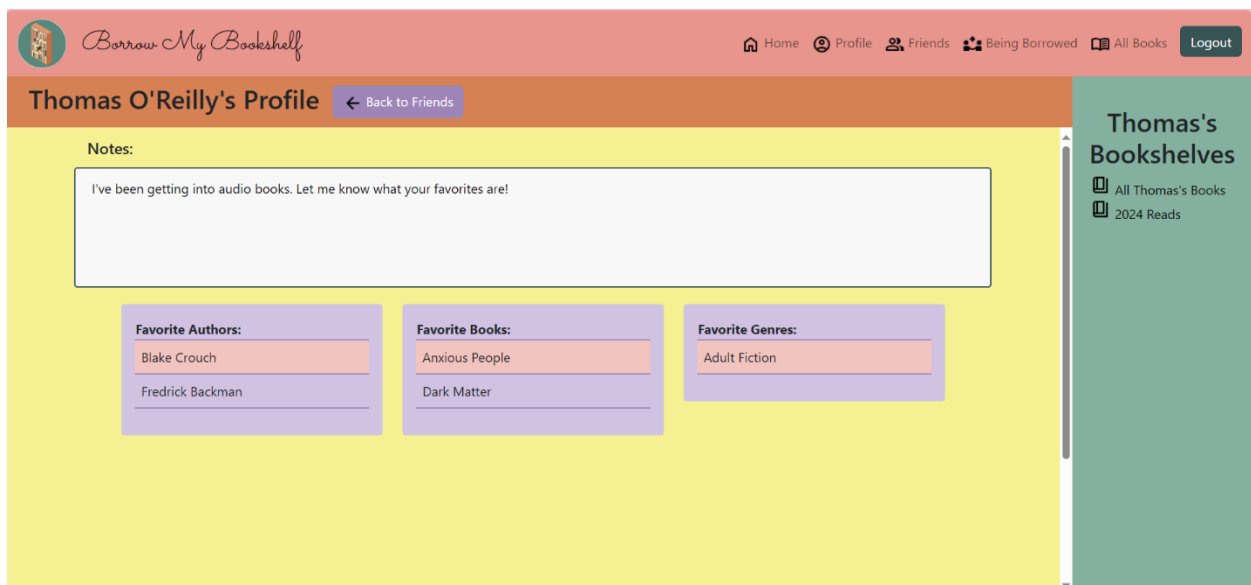 Borrow My Bookshelf
Home Profile Friends Being Borrowed All Books Logout
Thomas O'Reilly's Profile
Back to Friends
Notes:
I've been getting into audio books. Let me know what your favorites are!
Favorite Authors:
Blake Crouch
Fredrick Backman
Favorite Books:
Anxious People
Dark Matter
Favorite Genres:
Adult Fiction
Thomas's
Bookshelves
All Thomas's Books
2024 Reads